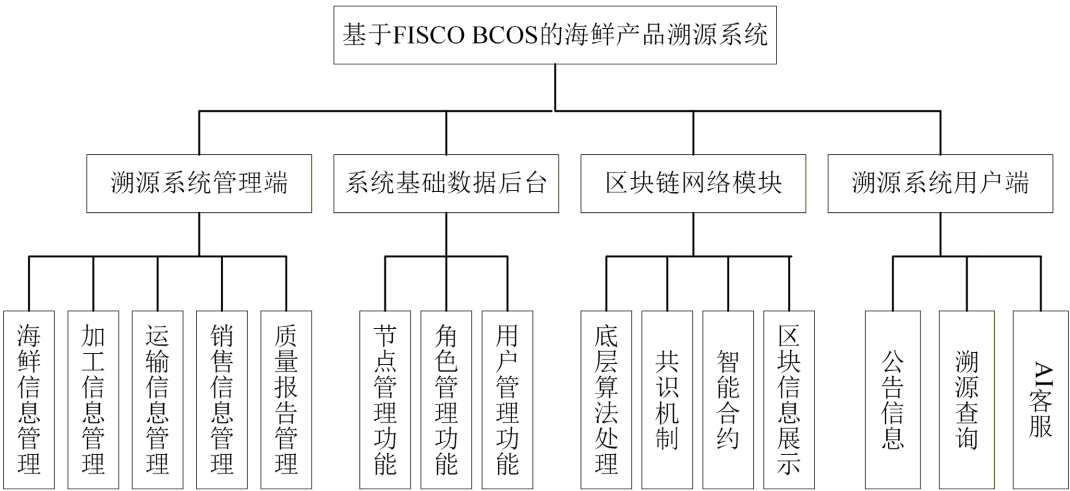 基于FISCO BCOS的海鲜产品溯源系统
溯源系统管理端
系统基础数据后台
区块链网络模块
溯源系统用户端
海鲜信息管理
加工信息管理
运输信息管理
销售信息管理
质量报告管理
节点管理功能
角色管理功能
用户管理功能
底层算法处理
共识机制
智能合约
区块信息展示
公告信息
溯源查询
AI客服